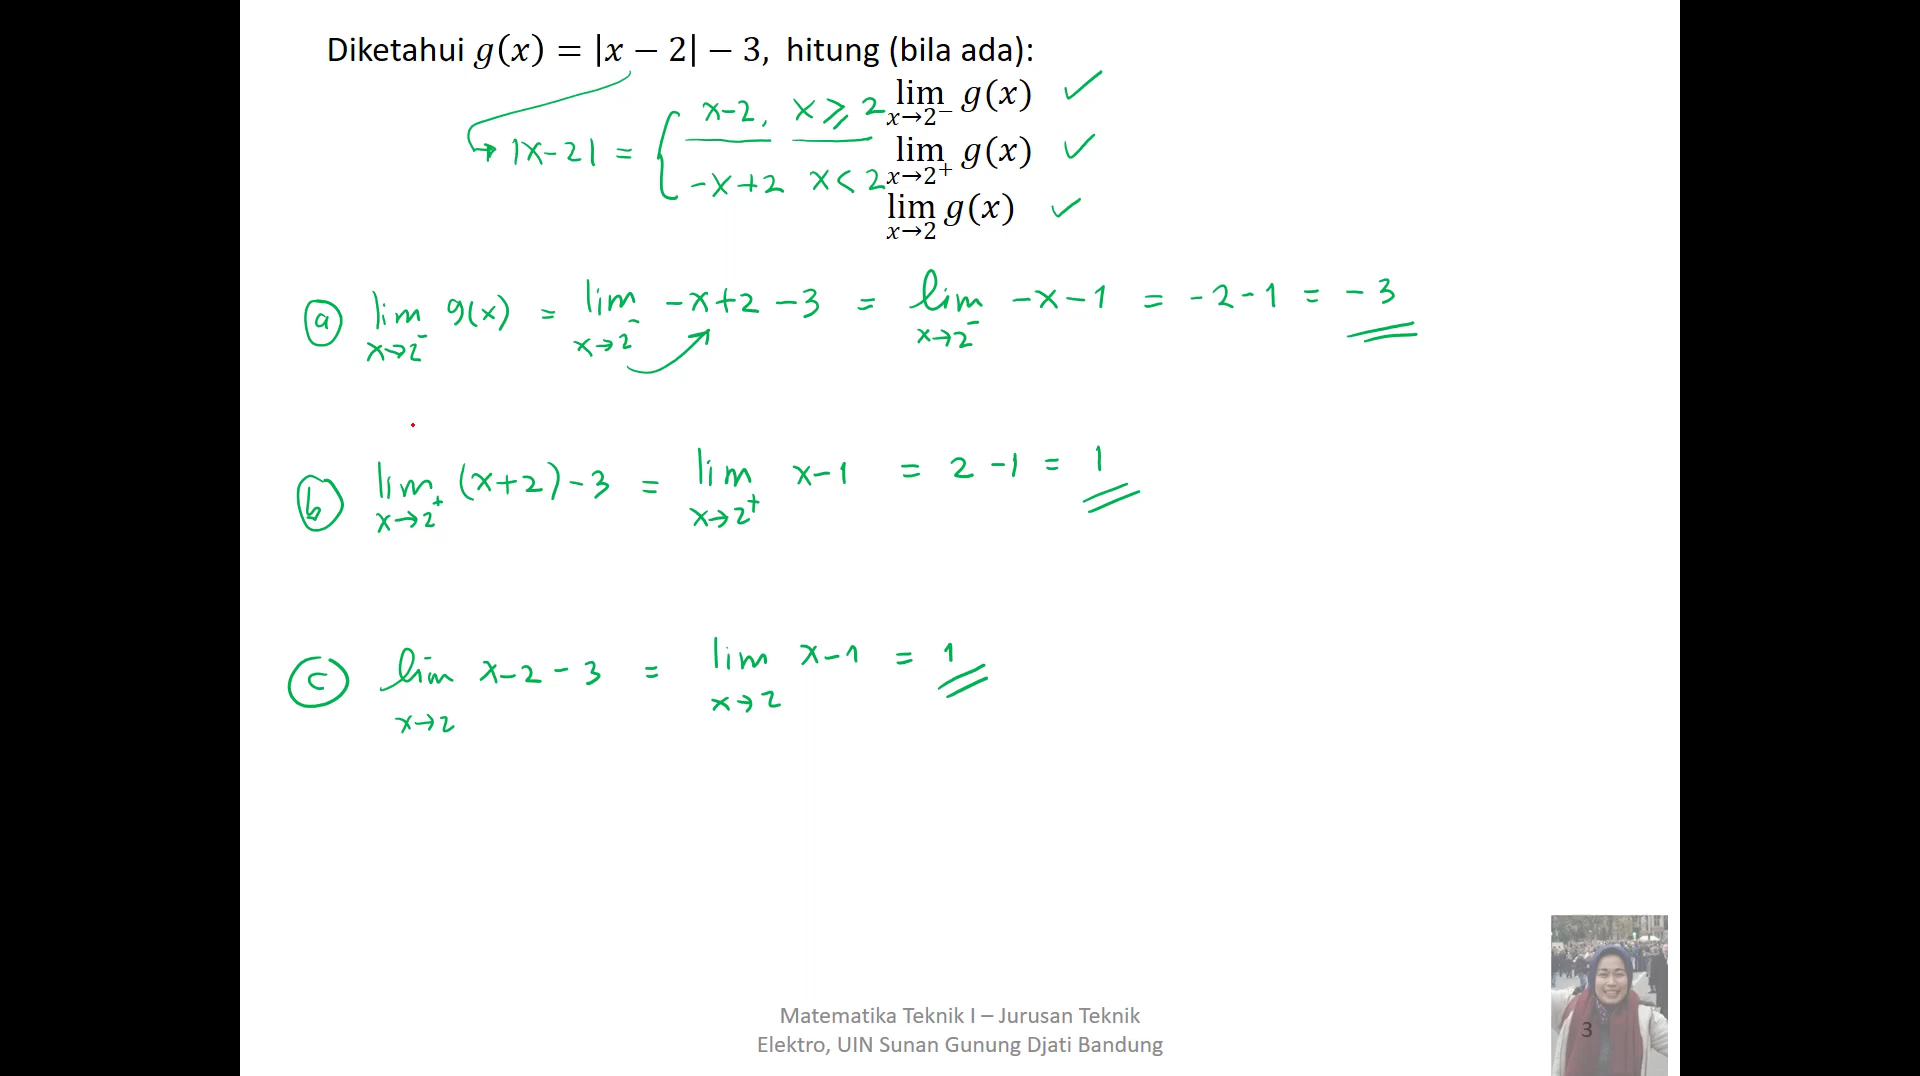 Diketahui g(x) = |x − 2| − 3, hitung (bila ada):
lim x→2⁻ g(x) ✓
|x-2| = { x-2, x ≥ 2
-x+2 x < 2
lim x→2⁺ g(x) ✓
lim x→2 g(x) ✓
(a) lim x→2⁻ g(x) = lim x→2⁻ -x+2 -3 = lim x→2⁻ -x-1 = -2-1 = -3
(b) lim x→2⁺ (x+2)-3 = lim x→2⁺ x-1 = 2-1 = 1
(c) lim x→2 x-2-3 = lim x→2 x-1 = 1
Matematika Teknik I – Jurusan Teknik
Elektro, UIN Sunan Gunung Djati Bandung
3